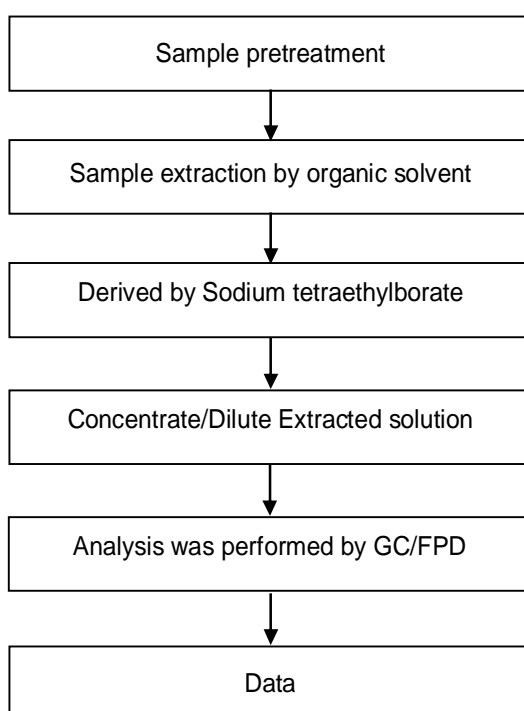 Sample pretreatment
Sample extraction by organic solvent
Derived by Sodium tetraethylborate
Concentrate/Dilute Extracted solution
Analysis was performed by GC/FPD
Data